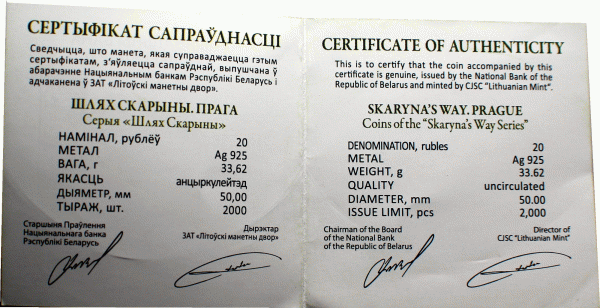 СЕРТЫФІКАТ САПРАЎДНАСЦІ
Сведчыцца, што манета, якая суправаджаецца гэтым
сертыфікатам, з’яўляецца сапраўднай, выпушчана ў
абарачэнне Нацыянальным банкам Рэспублікі Беларусь і
адчаканена ў ЗАТ «Літоўскі манетны двор».
ШЛЯХ СКАРЫНЫ. ПРАГА
Серыя «Шлях Скарыны»
НАМІНАЛ, рублёў 20
МЕТАЛ Ag 925
ВАГА, г 33,62
ЯКАСЦЬ анцыркулейтэд
ДЫЯМЕТР, мм 50,00
ТЫРАЖ, шт. 2000
Старшыня Праўлення
Нацыянальнага банка
Рэспублікі Беларусь
Дырэктар
ЗАТ «Літоўскі манетны двор»
CERTIFICATE OF AUTHENTICITY
This is to certify that the coin accompanied by this
certificate is genuine, issued by the National Bank of the
Republic of Belarus and minted by CJSC “Lithuanian Mint”.
SKARYNA’S WAY. PRAGUE
Coins of the “Skaryna’s Way Series”
DENOMINATION, rubles 20
METAL Ag 925
WEIGHT, g 33.62
QUALITY uncirculated
DIAMETER, mm 50.00
ISSUE LIMIT, pcs 2,000
Chairman of the Board
of the National Bank
of the Republic of Belarus
Director of
CJSC “Lithuanian Mint”